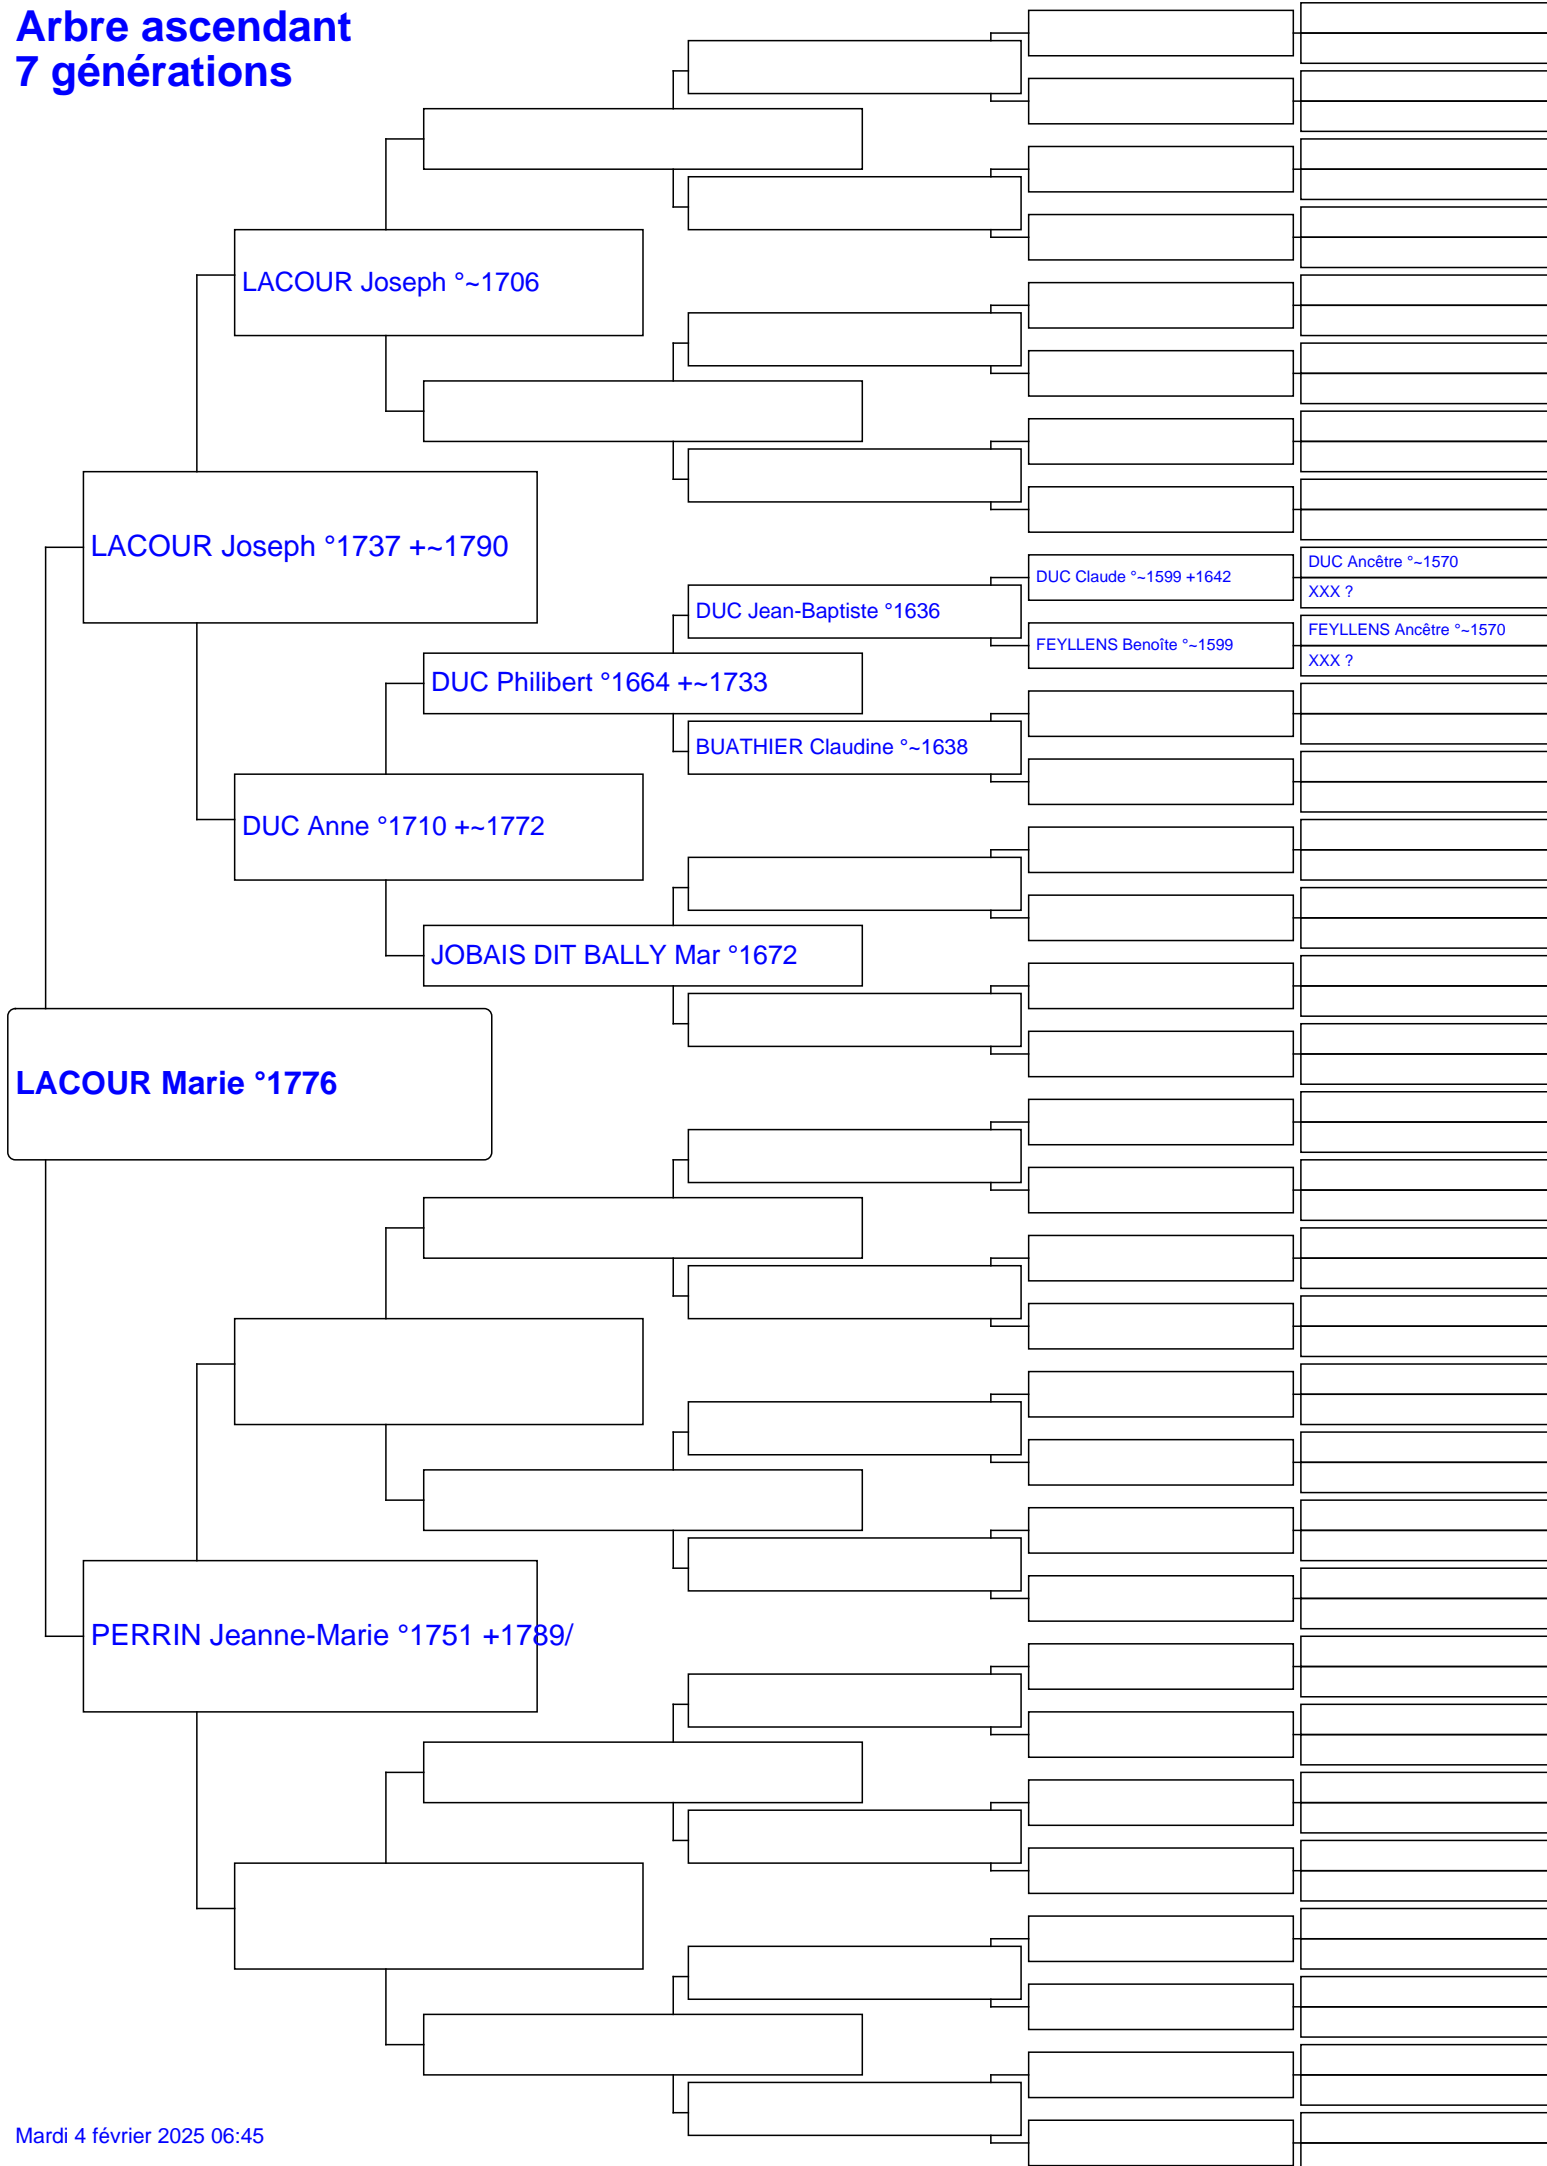 Arbre ascendant
7 générations
LACOUR Joseph °~1706
LACOUR Joseph °1737 +~1790
DUC Claude °~1599 +1642
DUC Ancêtre °~1570
XXX ?
DUC Jean-Baptiste °1636
FEYLLENS Benoîte °~1599
FEYLLENS Ancêtre °~1570
XXX ?
DUC Philibert °1664 +~1733
BUATHIER Claudine °~1638
DUC Anne °1710 +~1772
JOBAIS DIT BALLY Mar °1672
LACOUR Marie °1776
PERRIN Jeanne-Marie °1751 +1789/
Mardi 4 février 2025 06:45